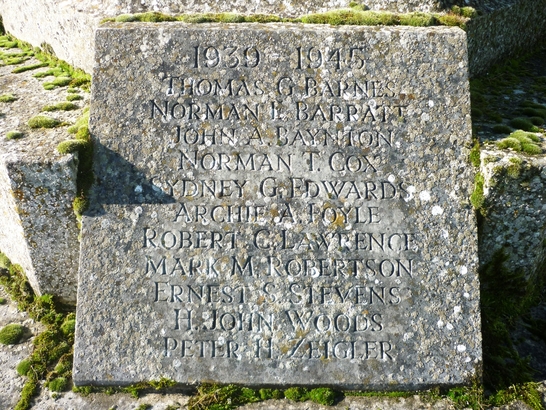 1939 - 1945
THOMAS G. BARNES
NORMAN L. BARRATT
JOHN A. BAYNTON
NORMAN T. COX
SYDNEY G. EDWARDS
ARCHIE A. FOYLE
ROBERT C. LAWRENCE
MARK M. ROBERTSON
ERNEST S. STEVENS
H. JOHN WOODS
PETER H. ZEIGLER